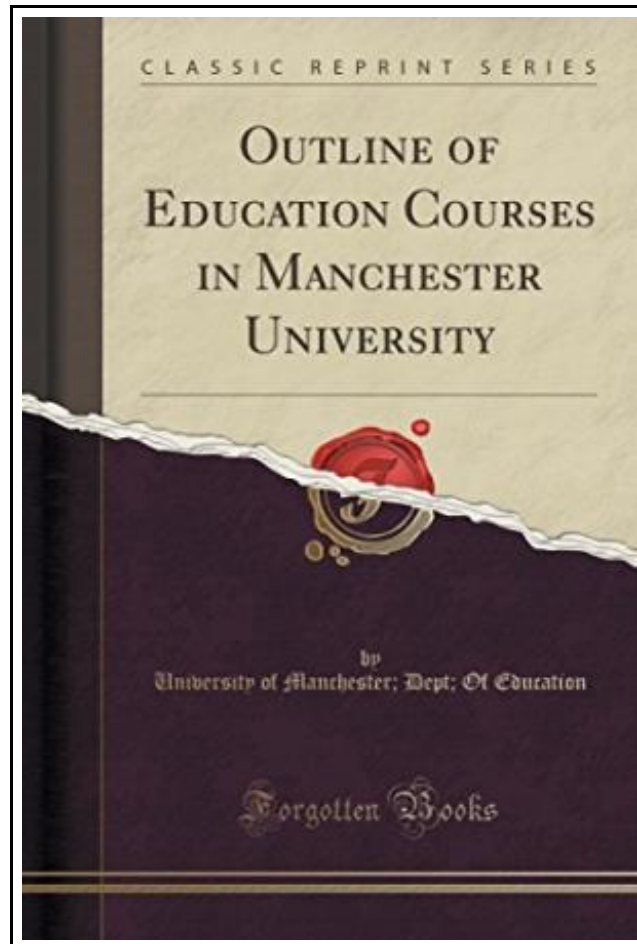 CLASSIC REPRINT SERIES
OUTLINE OF
EDUCATION COURSES
IN MANCHESTER
UNIVERSITY
by
University of Manchester; Dept; Of Education
Forgotten Books